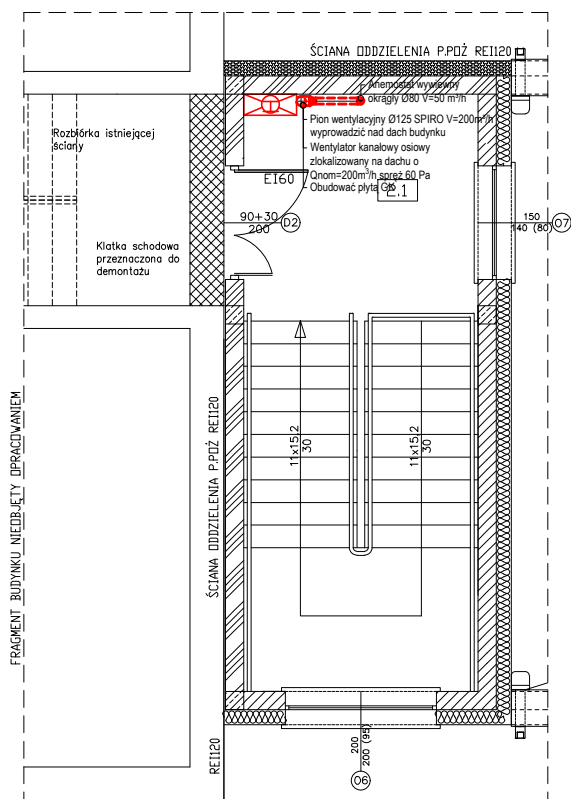 ŚCIANA ODDZIELENIA P.POŻ REI120
Anemostat wywiewny
okrągły Ø80 V=50 m³/h
Pion wentylacyjny Ø125 SPIRO V=200m³/h
wyprowadzić nad dach budynku
Wentylator kanałowy osiowy
zlokalizowany na dachu o
Qnom=200m³/h spręż 60 Pa
Obudować płytą GK
Rozbiórka istniejącej
ściany
EI60
2.1
90+30
200
D2
150
140 (80)
O7
Klatka schodowa
przeznaczona do
demontażu
11x15.2
30
11x15.2
30
ŚCIANA ODDZIELENIA P.POŻ REI120
FRAGMENT BUDYNKU NIEOBJĘTY OPRACOWANIEM
REI120
200
200 (95)
O6